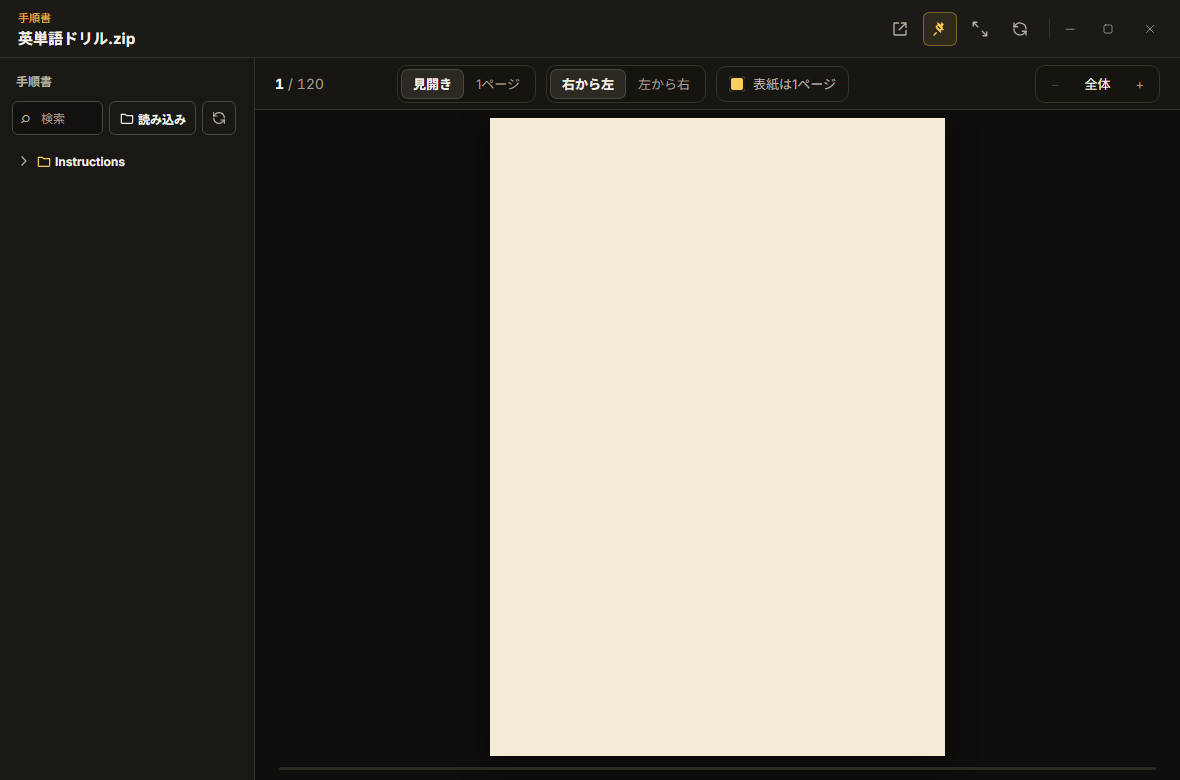 手順書
英単語ドリル.zip
手順書
検索
読み込み
Instructions
1 / 120
見開き 1ページ
右から左 左から右
表紙は1ページ
− 全体 +